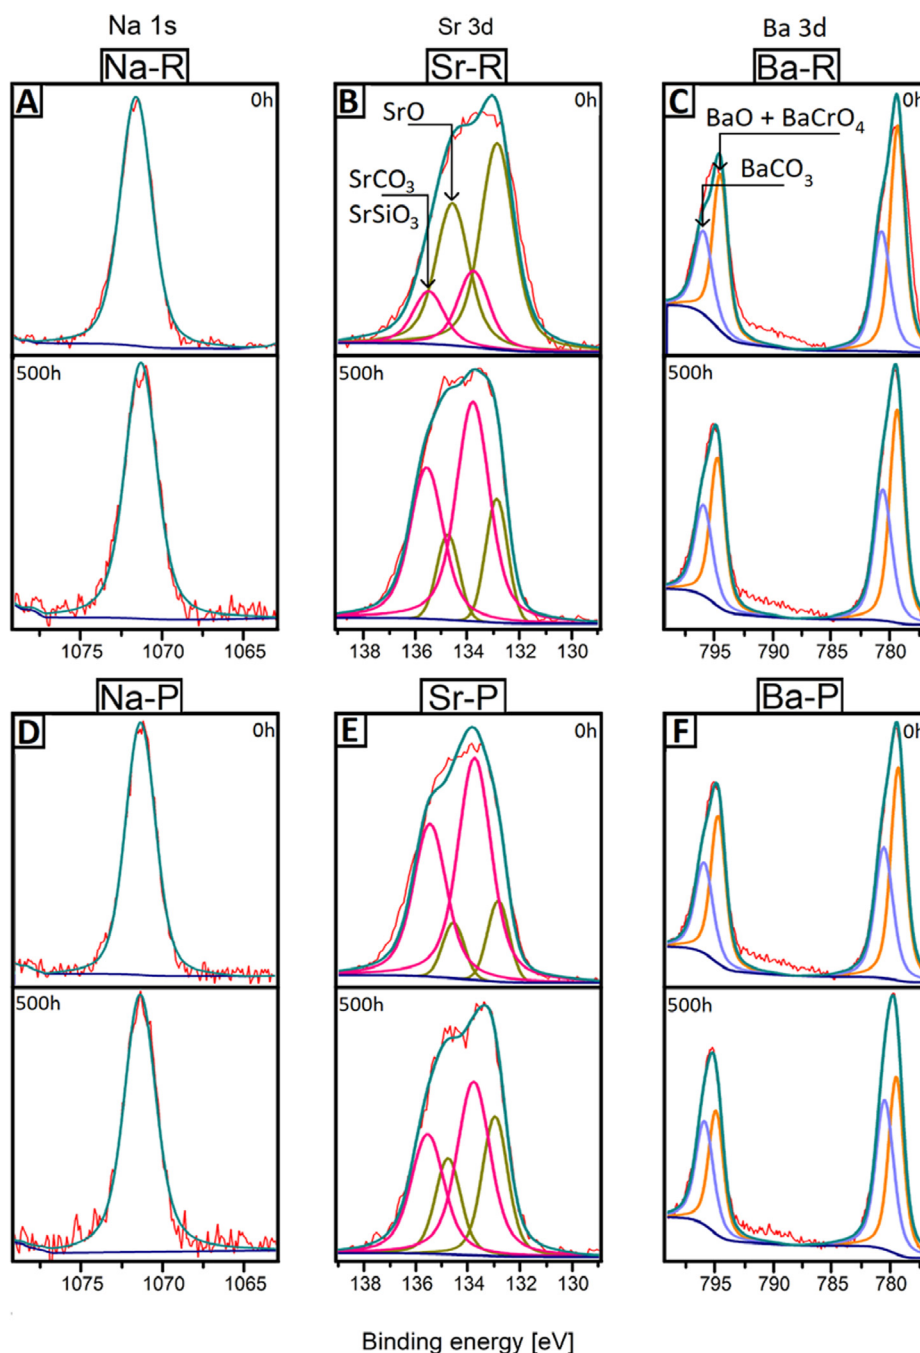 Na 1s Sr 3d Ba 3d
Na-R Sr-R Ba-R
A 0h B 0h C 0h
SrO
SrCO₃
SrSiO₃
BaO + BaCrO₄
BaCO₃
500h 500h 500h
1075 1070 1065 138 136 134 132 130 795 790 785 780
Na-P Sr-P Ba-P
D 0h E 0h F 0h
500h 500h 500h
1075 1070 1065 138 136 134 132 130 795 790 785 780
Binding energy [eV]